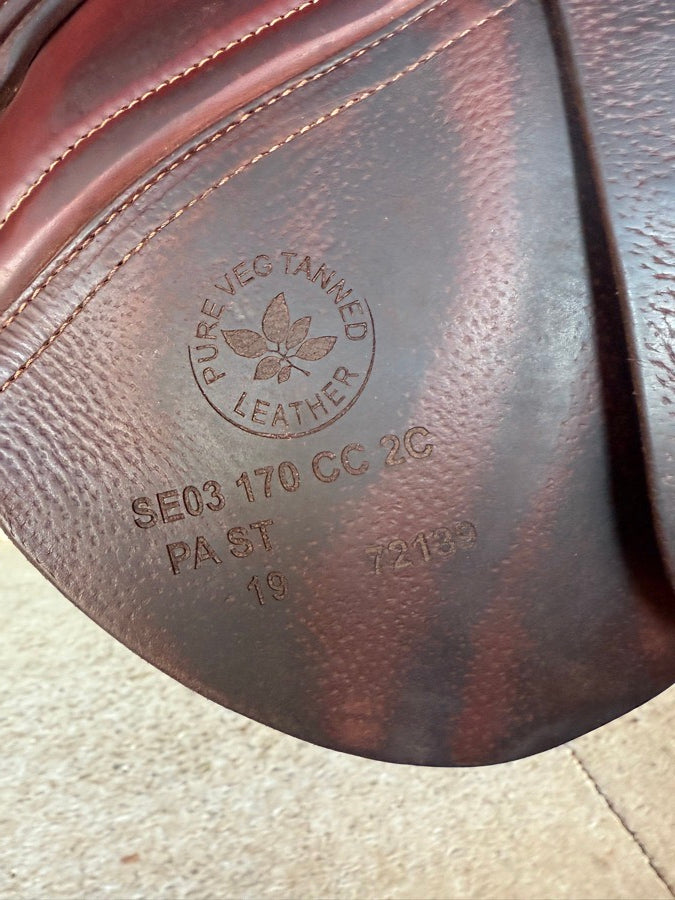 PURE VEG TANNED
LEATHER
SE03 170 CC 2C
PA ST
19 72139